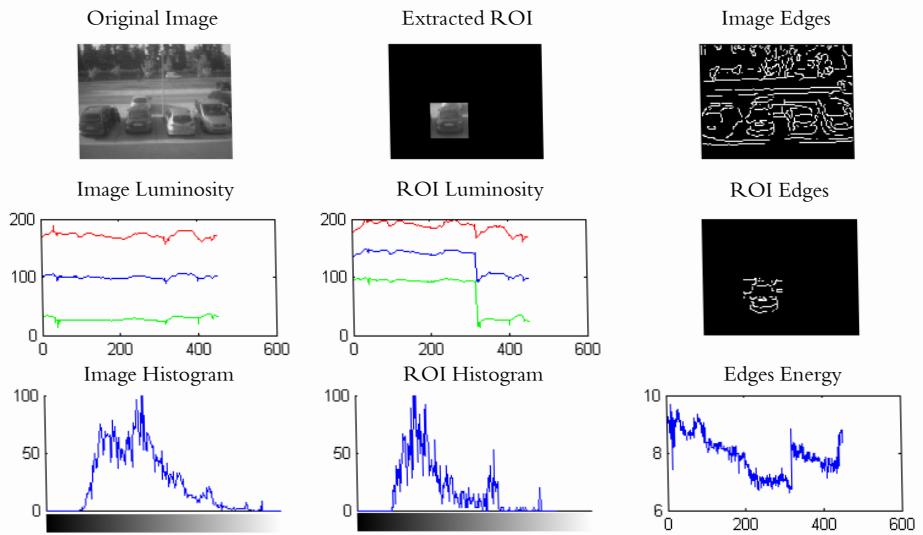 Original Image
Extracted ROI
Image Edges
Image Luminosity
ROI Luminosity
ROI Edges
200
100
0
0 200 400 600
200
100
0
0 200 400 600
Image Histogram
ROI Histogram
Edges Energy
100
50
0
100
50
0
10
8
6
0 200 400 600